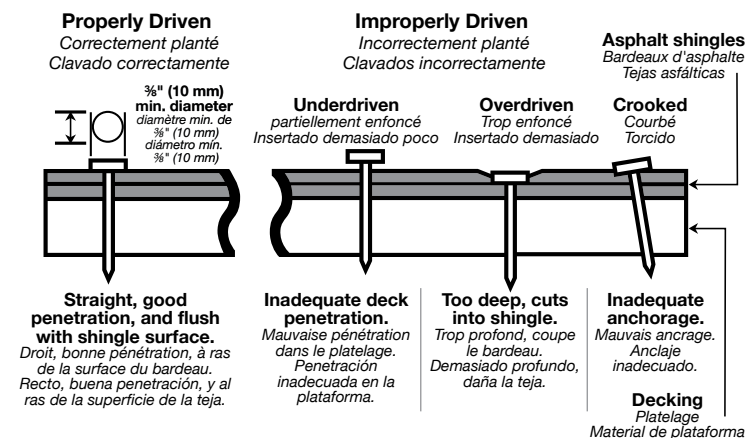 Properly Driven
Correctement planté
Clavado correctamente
⅜" (10 mm)
min. diameter
diamètre min. de
⅜" (10 mm)
diámetro mín.
⅜" (10 mm)
Straight, good
penetration, and flush
with shingle surface.
Droit, bonne pénétration, à ras
de la surface du bardeau.
Recto, buena penetración, y al
ras de la superficie de la teja.
Improperly Driven
Incorrectement planté
Clavados incorrectamente
Asphalt shingles
Bardeaux d'asphalte
Tejas asfálticas
Underdriven
partiellement enfoncé
Insertado demasiado poco
Overdriven
Trop enfoncé
Insertado demasiado
Crooked
Courbé
Torcido
Inadequate deck
penetration.
Mauvaise pénétration
dans le platelage.
Penetración
inadecuada en la
plataforma.
Too deep, cuts
into shingle.
Trop profond, coupe
le bardeau.
Demasiado profundo,
daña la teja.
Inadequate
anchorage.
Mauvais ancrage.
Anclaje
inadecuado.
Decking
Platelage
Material de plataforma